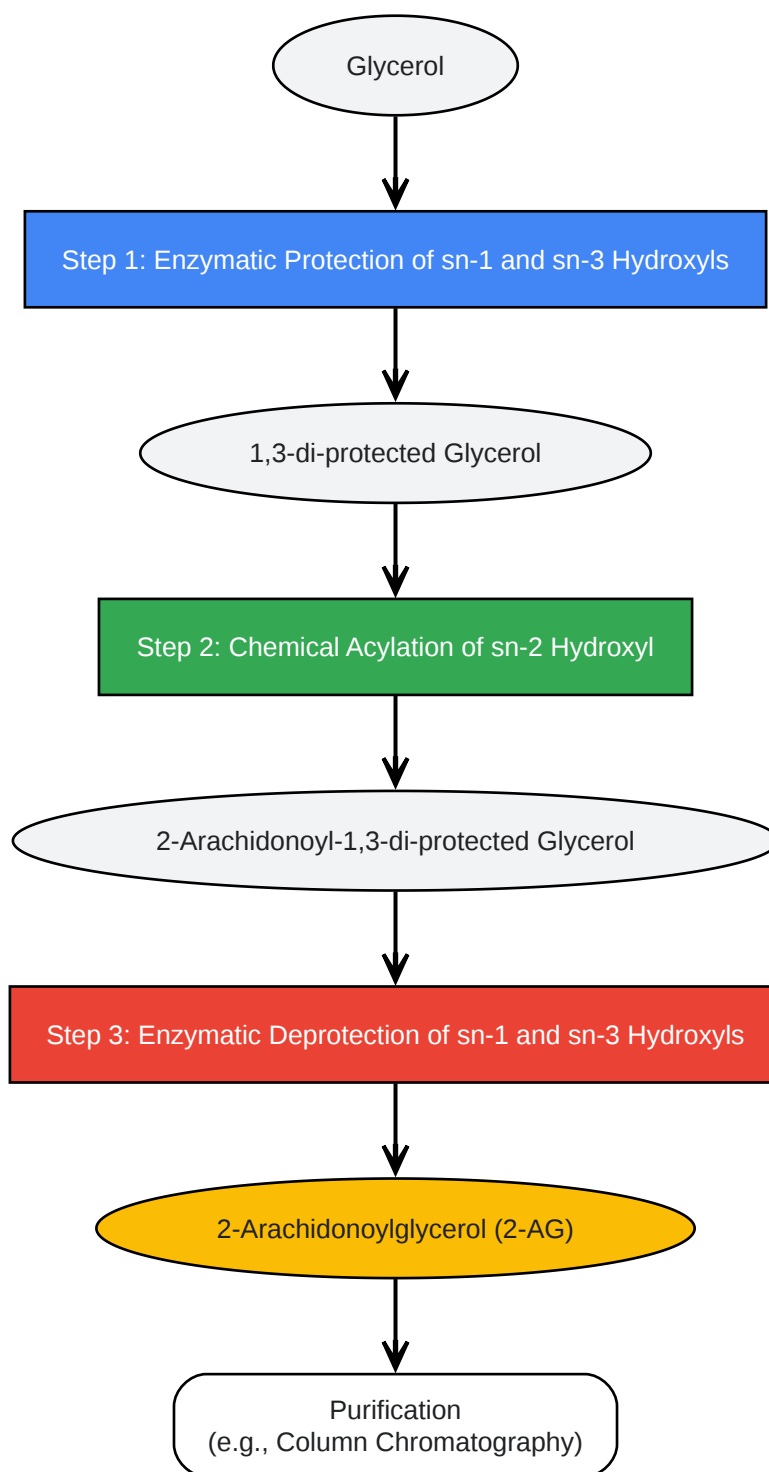 Glycerol
Step 1: Enzymatic Protection of sn-1 and sn-3 Hydroxyls
1,3-di-protected Glycerol
Step 2: Chemical Acylation of sn-2 Hydroxyl
2-Arachidonoyl-1,3-di-protected Glycerol
Step 3: Enzymatic Deprotection of sn-1 and sn-3 Hydroxyls
2-Arachidonoylglycerol (2-AG)
Purification
(e.g., Column Chromatography)